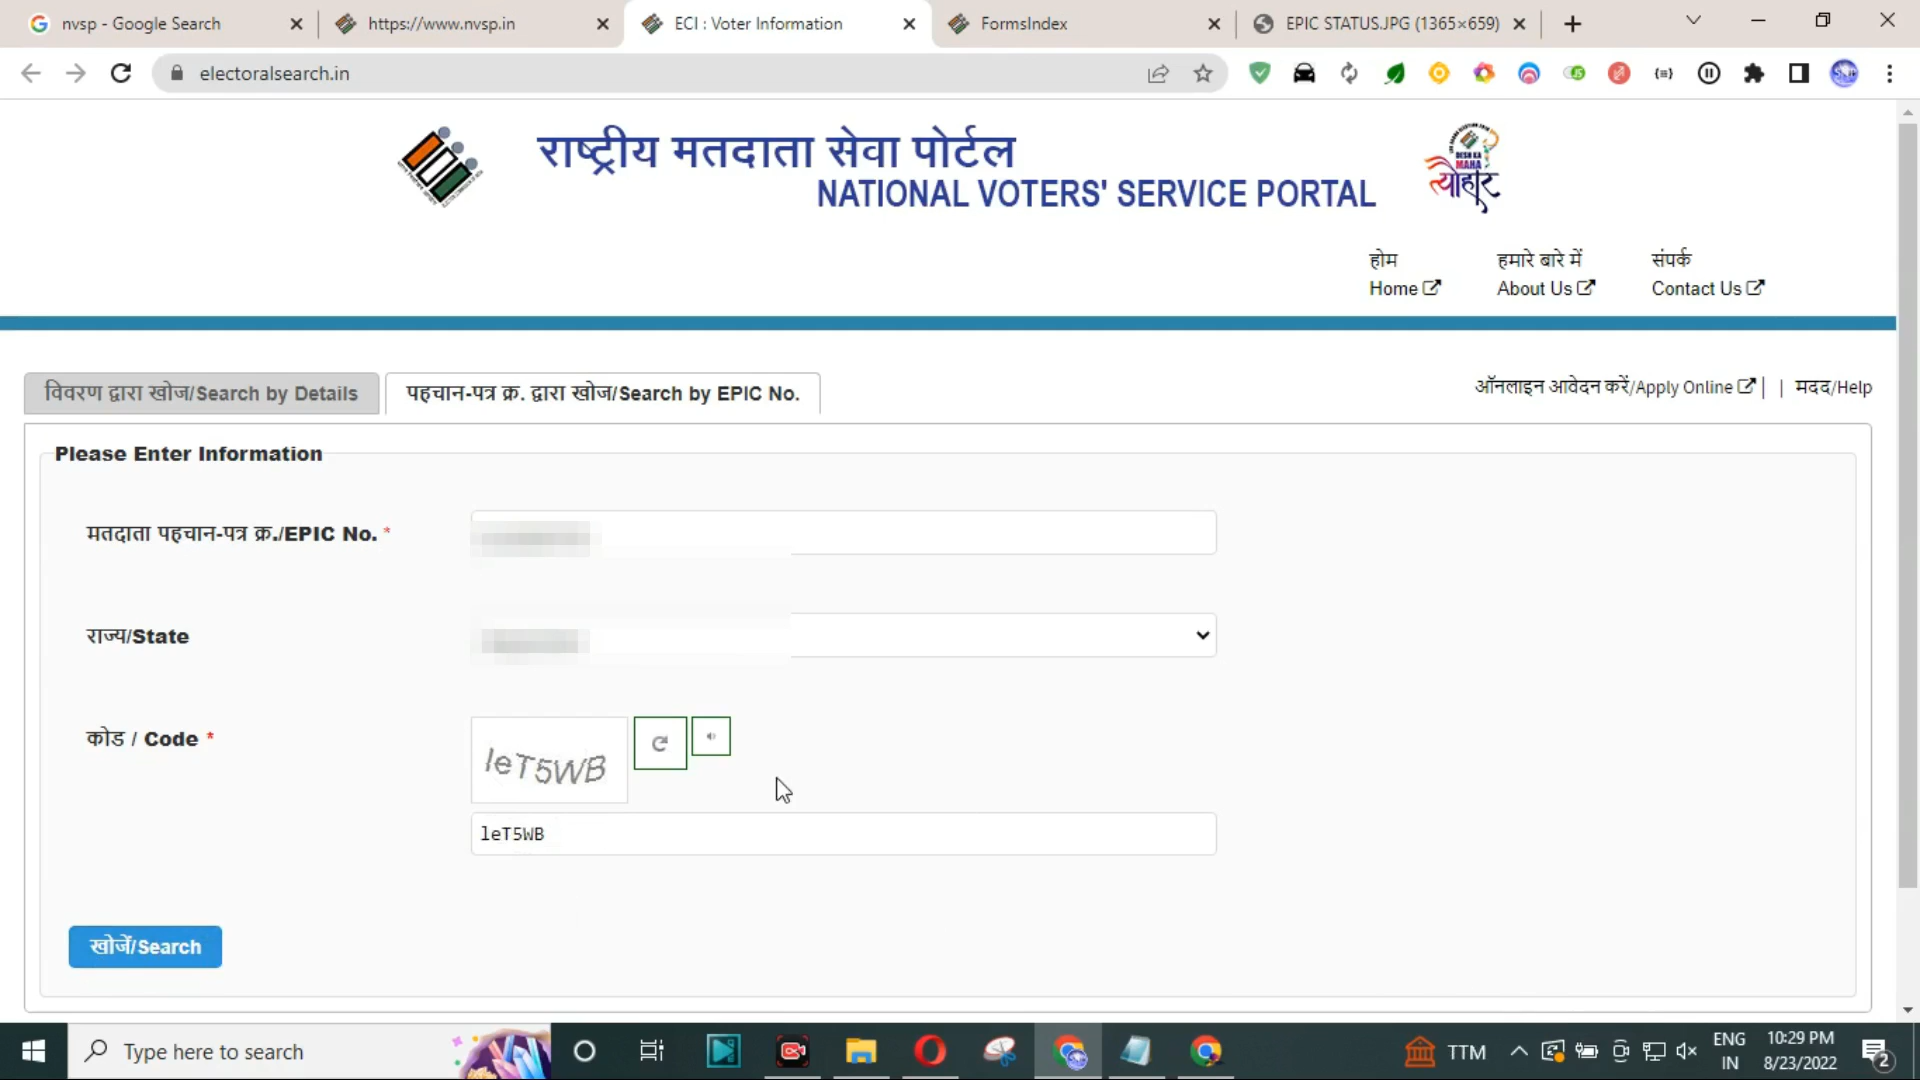 nvsp - Google Search
https://www.nvsp.in
ECI : Voter Information
FormsIndex
EPIC STATUS.JPG (1365×659)
electoralsearch.in
राष्ट्रीय मतदाता सेवा पोर्टल
NATIONAL VOTERS' SERVICE PORTAL
DESH KA
MAHA
त्योहार
होम
Home
हमारे बारे में
About Us
संपर्क
Contact Us
विवरण द्वारा खोज/Search by Details
पहचान-पत्र क्र. द्वारा खोज/Search by EPIC No.
ऑनलाइन आवेदन करें/Apply Online | | मदद/Help
Please Enter Information
मतदाता पहचान-पत्र क्र./EPIC No. *
राज्य/State
कोड / Code *
leT5WB
leT5WB
खोजें/Search
Type here to search
TTM
ENG
IN
10:29 PM
8/23/2022
2